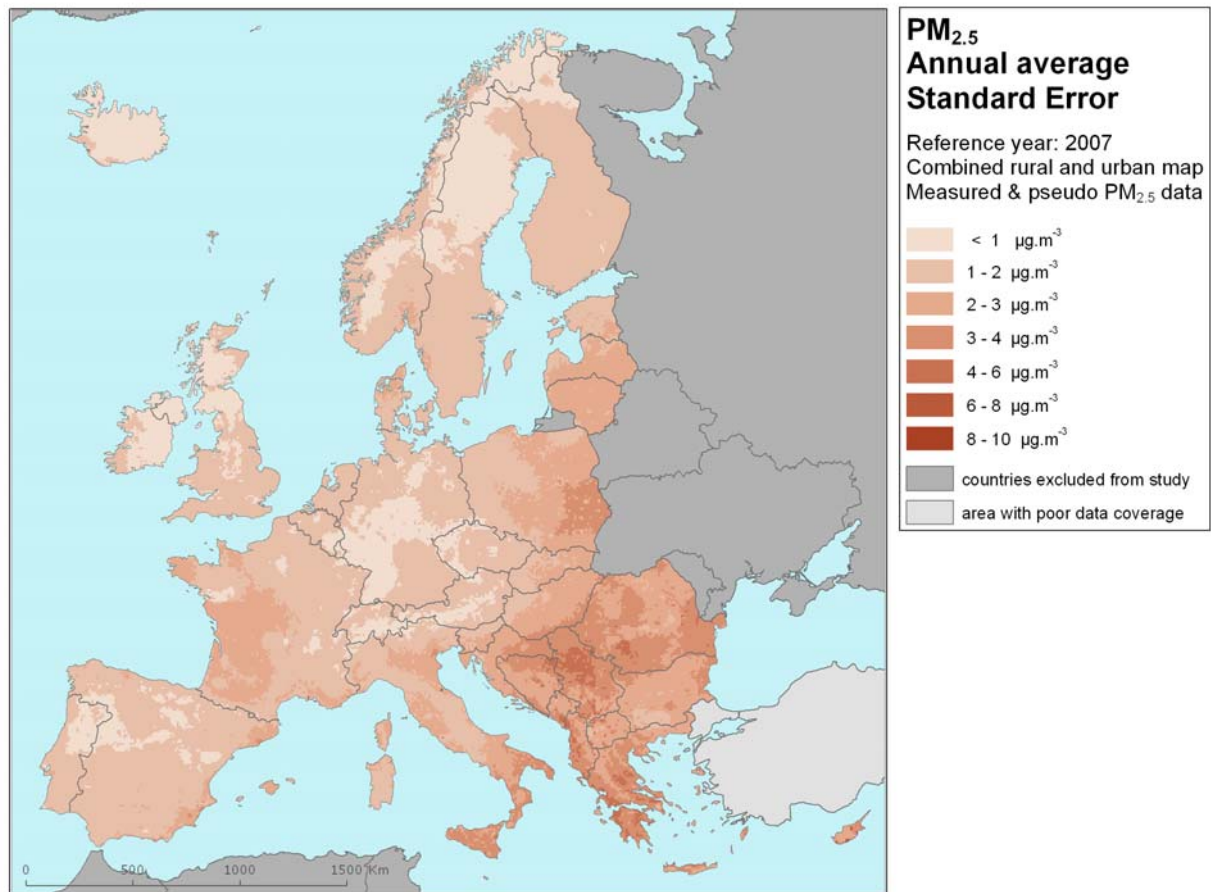 PM₂.₅
Annual average
Standard Error
Reference year: 2007
Combined rural and urban map
Measured & pseudo PM₂.₅ data
< 1 µg.m⁻³
1 - 2 µg.m⁻³
2 - 3 µg.m⁻³
3 - 4 µg.m⁻³
4 - 6 µg.m⁻³
6 - 8 µg.m⁻³
8 - 10 µg.m⁻³
countries excluded from study
area with poor data coverage
0 500 1000 1500 Km